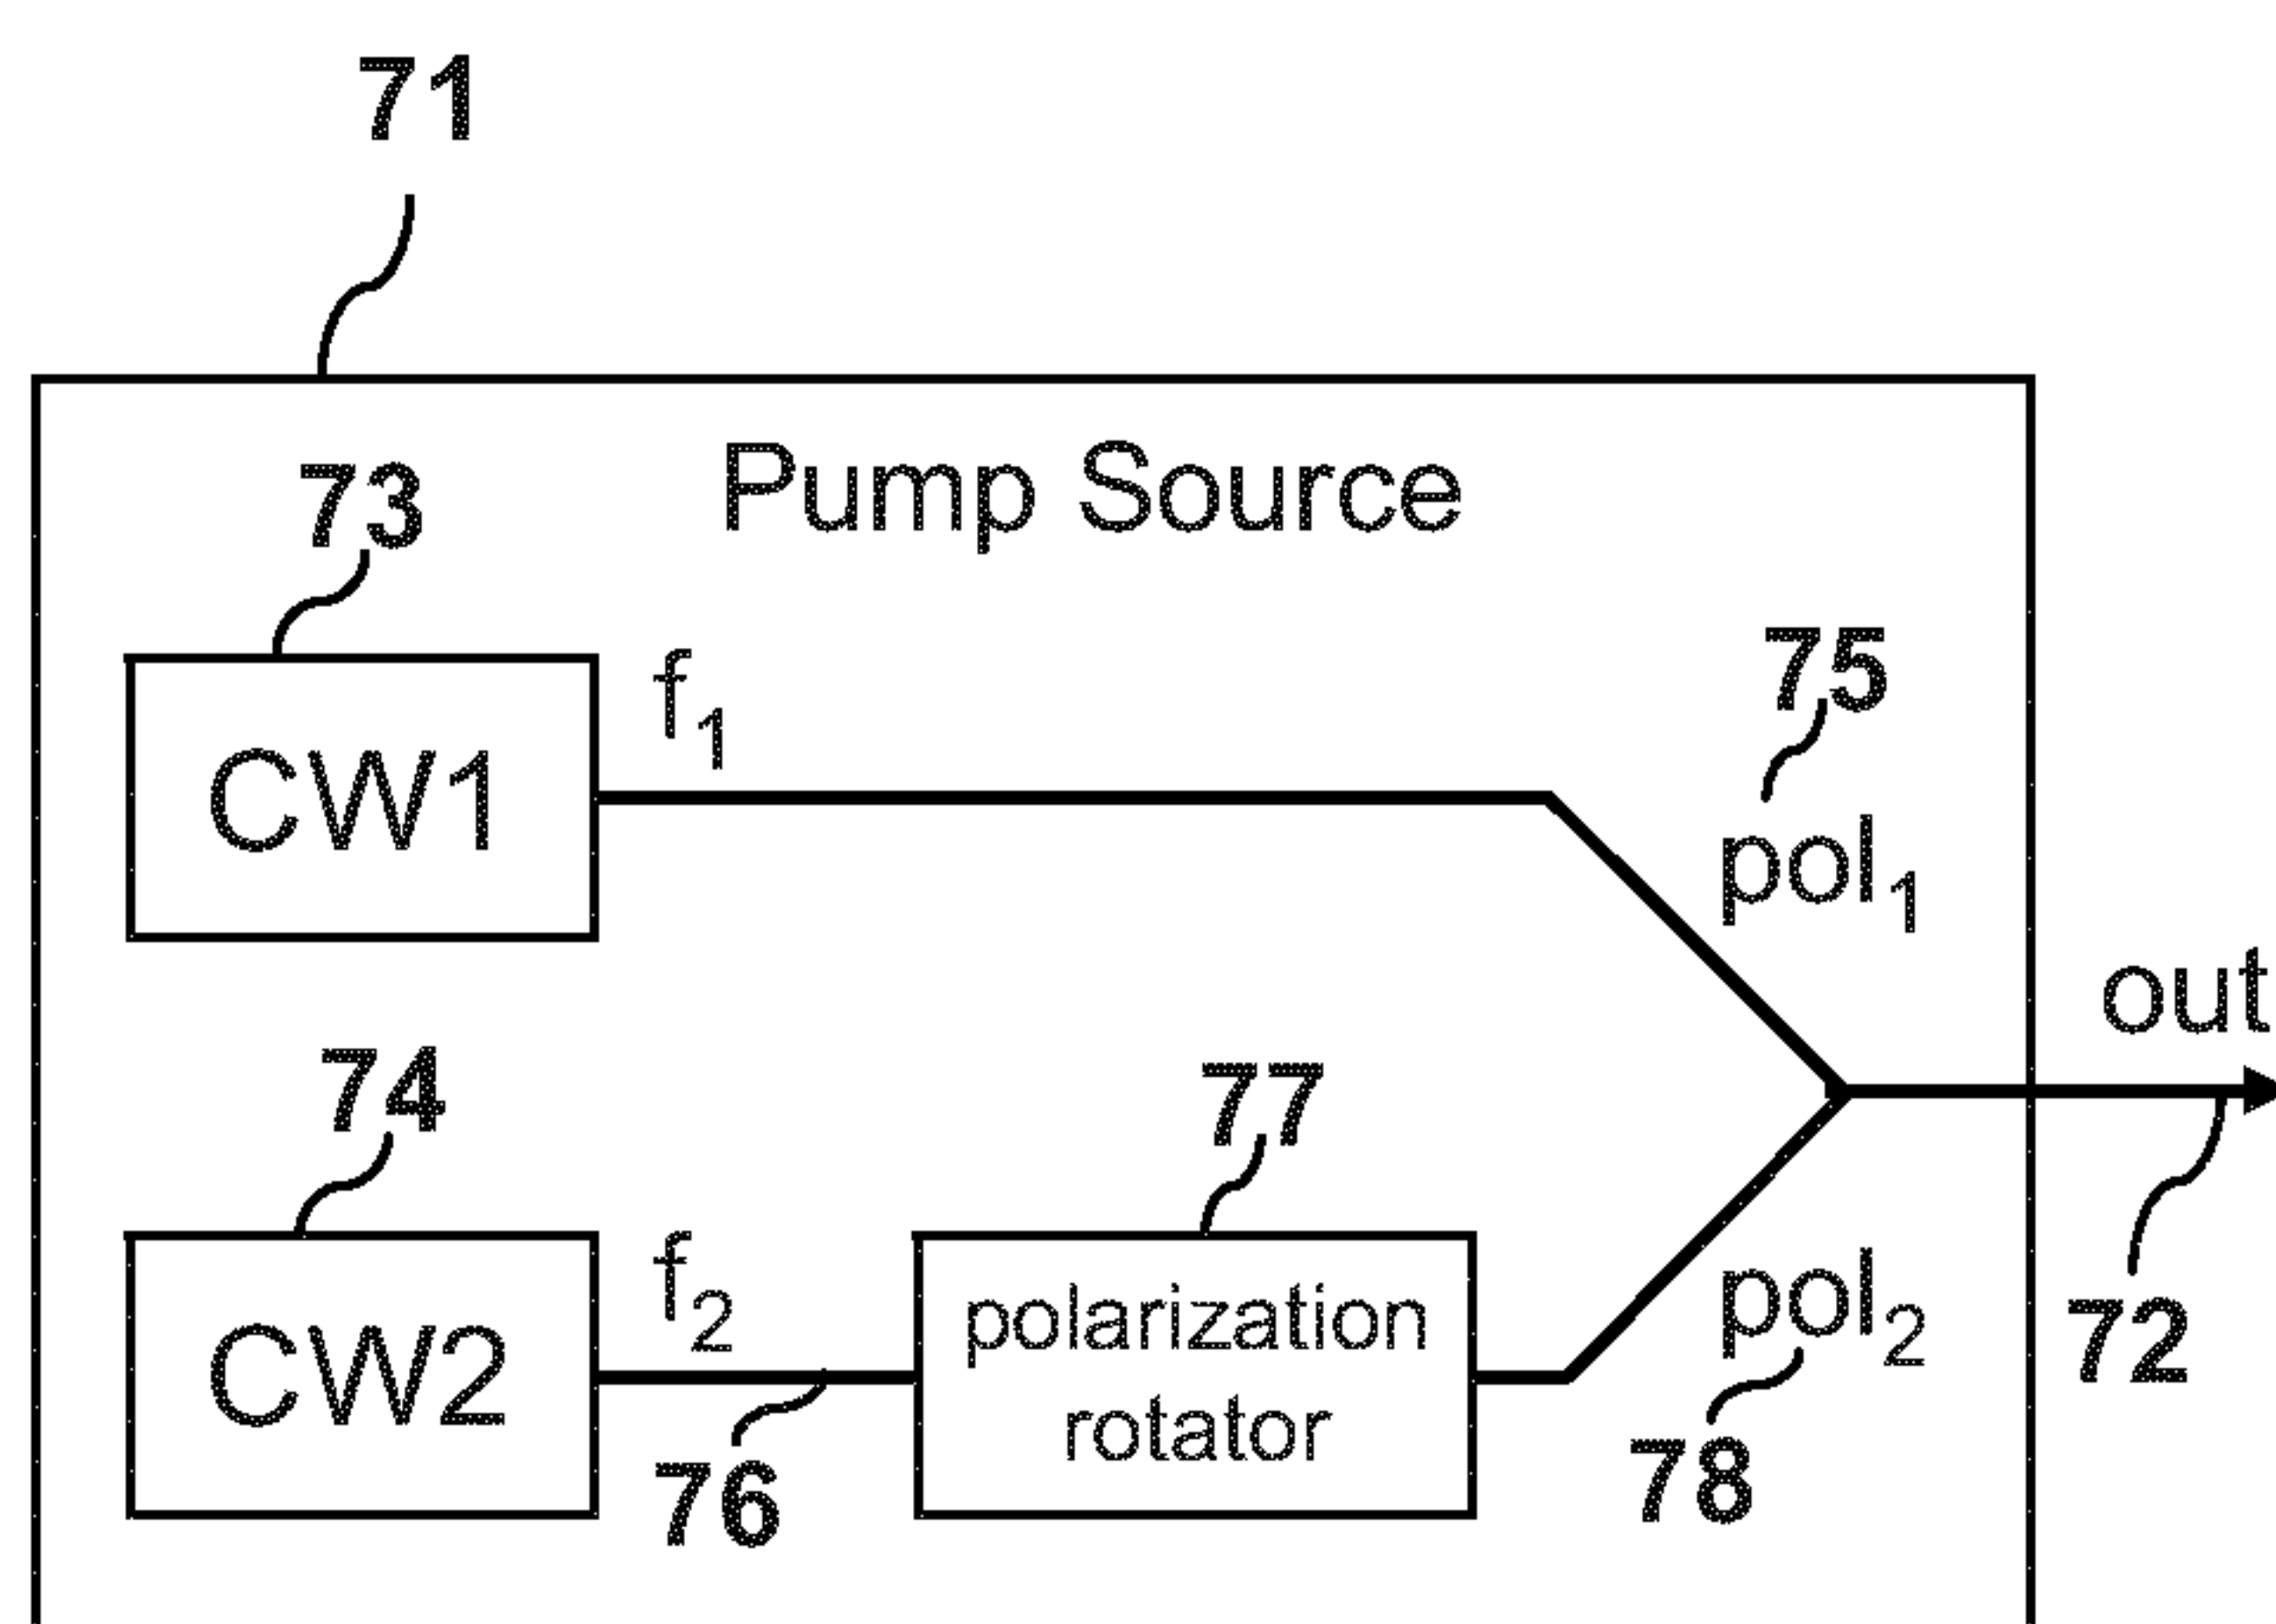 71
Pump Source
73
f1
75
CW1
pol1
out
74
77
f2
polarization
rotator
pol2
72
CW2
76
78